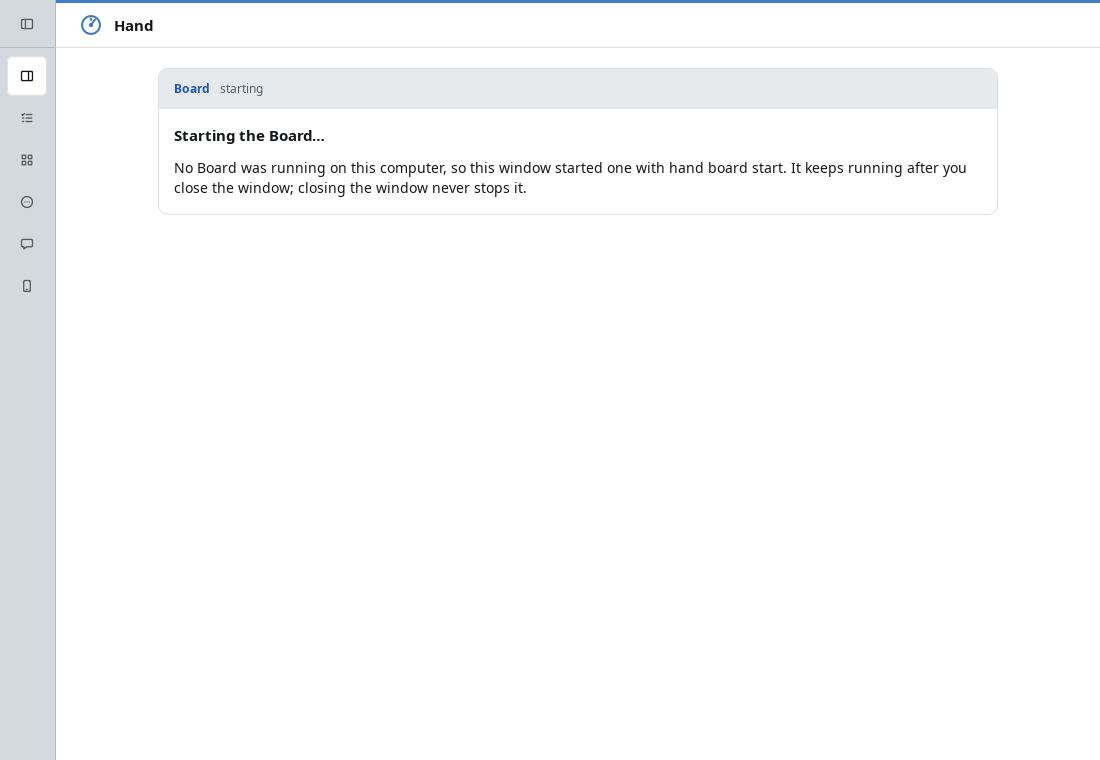 Hand
Board starting
Starting the Board...
No Board was running on this computer, so this window started one with hand board start. It keeps running after you
close the window; closing the window never stops it.